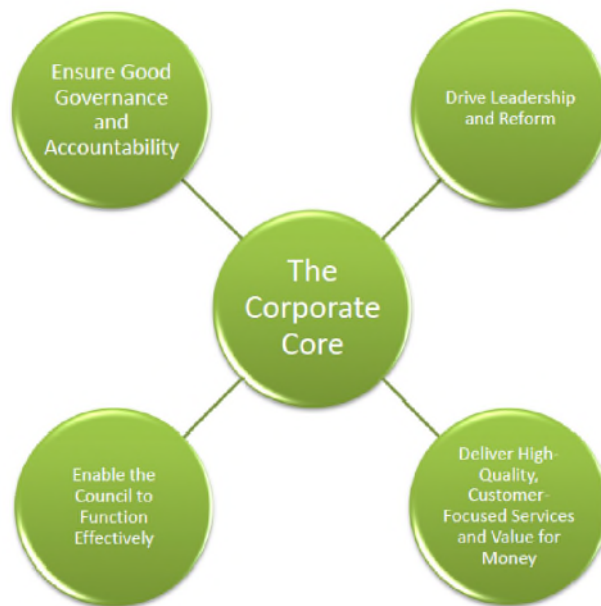 Ensure Good
Governance
and
Accountability
Drive Leadership
and Reform
The
Corporate
Core
Enable the
Council to
Function
Effectively
Deliver High-
Quality,
Customer-
Focused Services
and Value for
Money